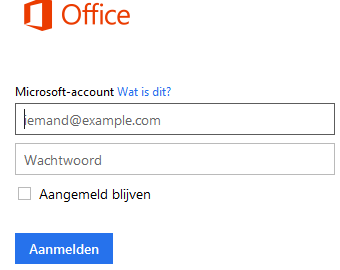 Office
Microsoft-account Wat is dit?
iemand@example.com
Wachtwoord
Aangemeld blijven
Aanmelden